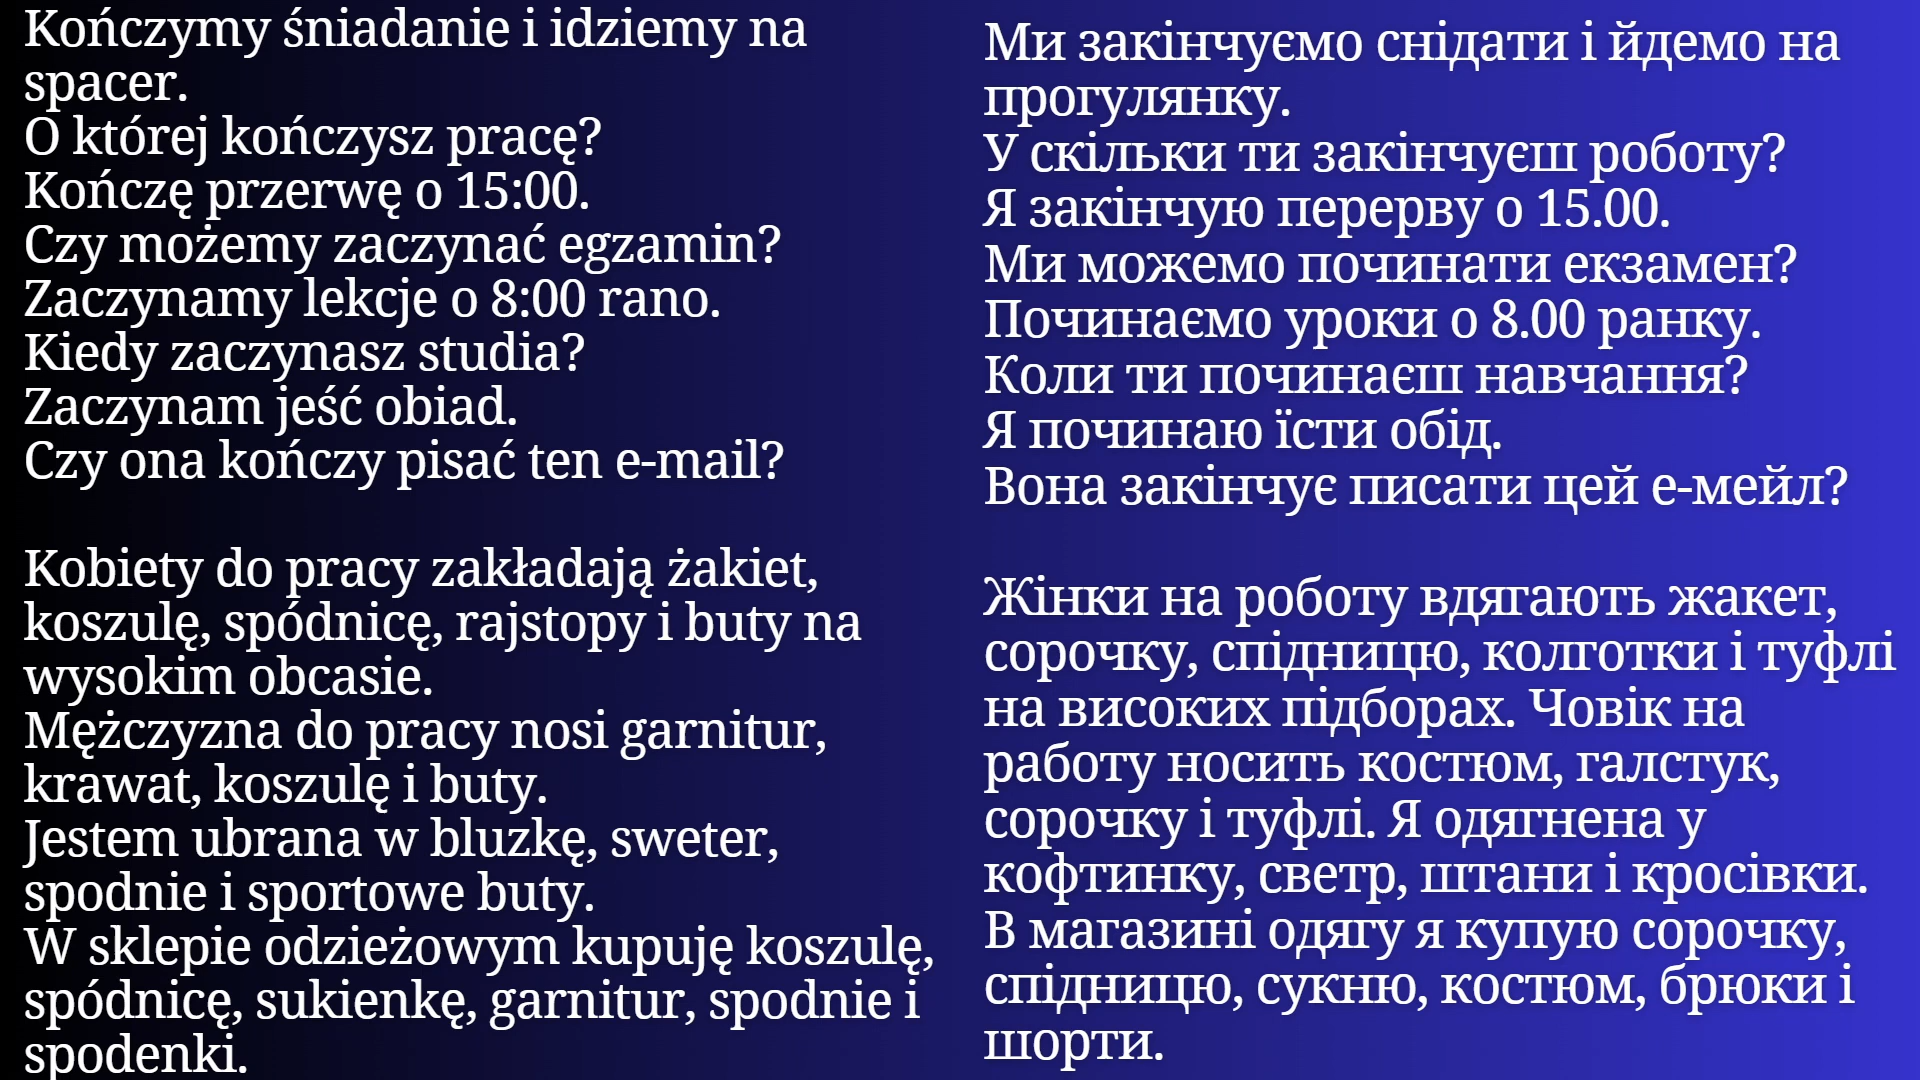 Kończymy śniadanie i idziemy na
spacer.
O której kończysz pracę?
Kończę przerwę o 15:00.
Czy możemy zaczynać egzamin?
Zaczynamy lekcje o 8:00 rano.
Kiedy zaczynasz studia?
Zaczynam jeść obiad.
Czy ona kończy pisać ten e-mail?
Kobiety do pracy zakładają żakiet,
koszulę, spódnicę, rajstopy i buty na
wysokim obcasie.
Mężczyzna do pracy nosi garnitur,
krawat, koszulę i buty.
Jestem ubrana w bluzkę, sweter,
spodnie i sportowe buty.
W sklepie odzieżowym kupuję koszulę,
spódnicę, sukienkę, garnitur, spodnie i
spodenki.
Ми закінчуємо снідати і йдемо на
прогулянку.
У скільки ти закінчуєш роботу?
Я закінчую перерву о 15.00.
Ми можемо починати екзамен?
Починаємо уроки о 8.00 ранку.
Коли ти починаєш навчання?
Я починаю їсти обід.
Вона закінчує писати цей е-мейл?
Жінки на роботу вдягають жакет,
сорочку, спідницю, колготки і туфлі
на високих підборах. Човік на
работу носить костюм, галстук,
сорочку і туфлі. Я одягнена у
кофтинку, светр, штани і кросівки.
В магазині одягу я купую сорочку,
спідницю, сукню, костюм, брюки і
шорти.